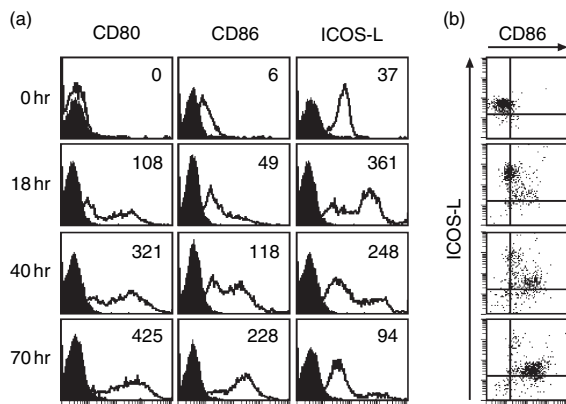 (a)
CD80 CD86 ICOS-L
0 hr 0 6 37
18 hr 108 49 361
40 hr 321 118 248
70 hr 425 228 94
(b)
CD86
ICOS-L